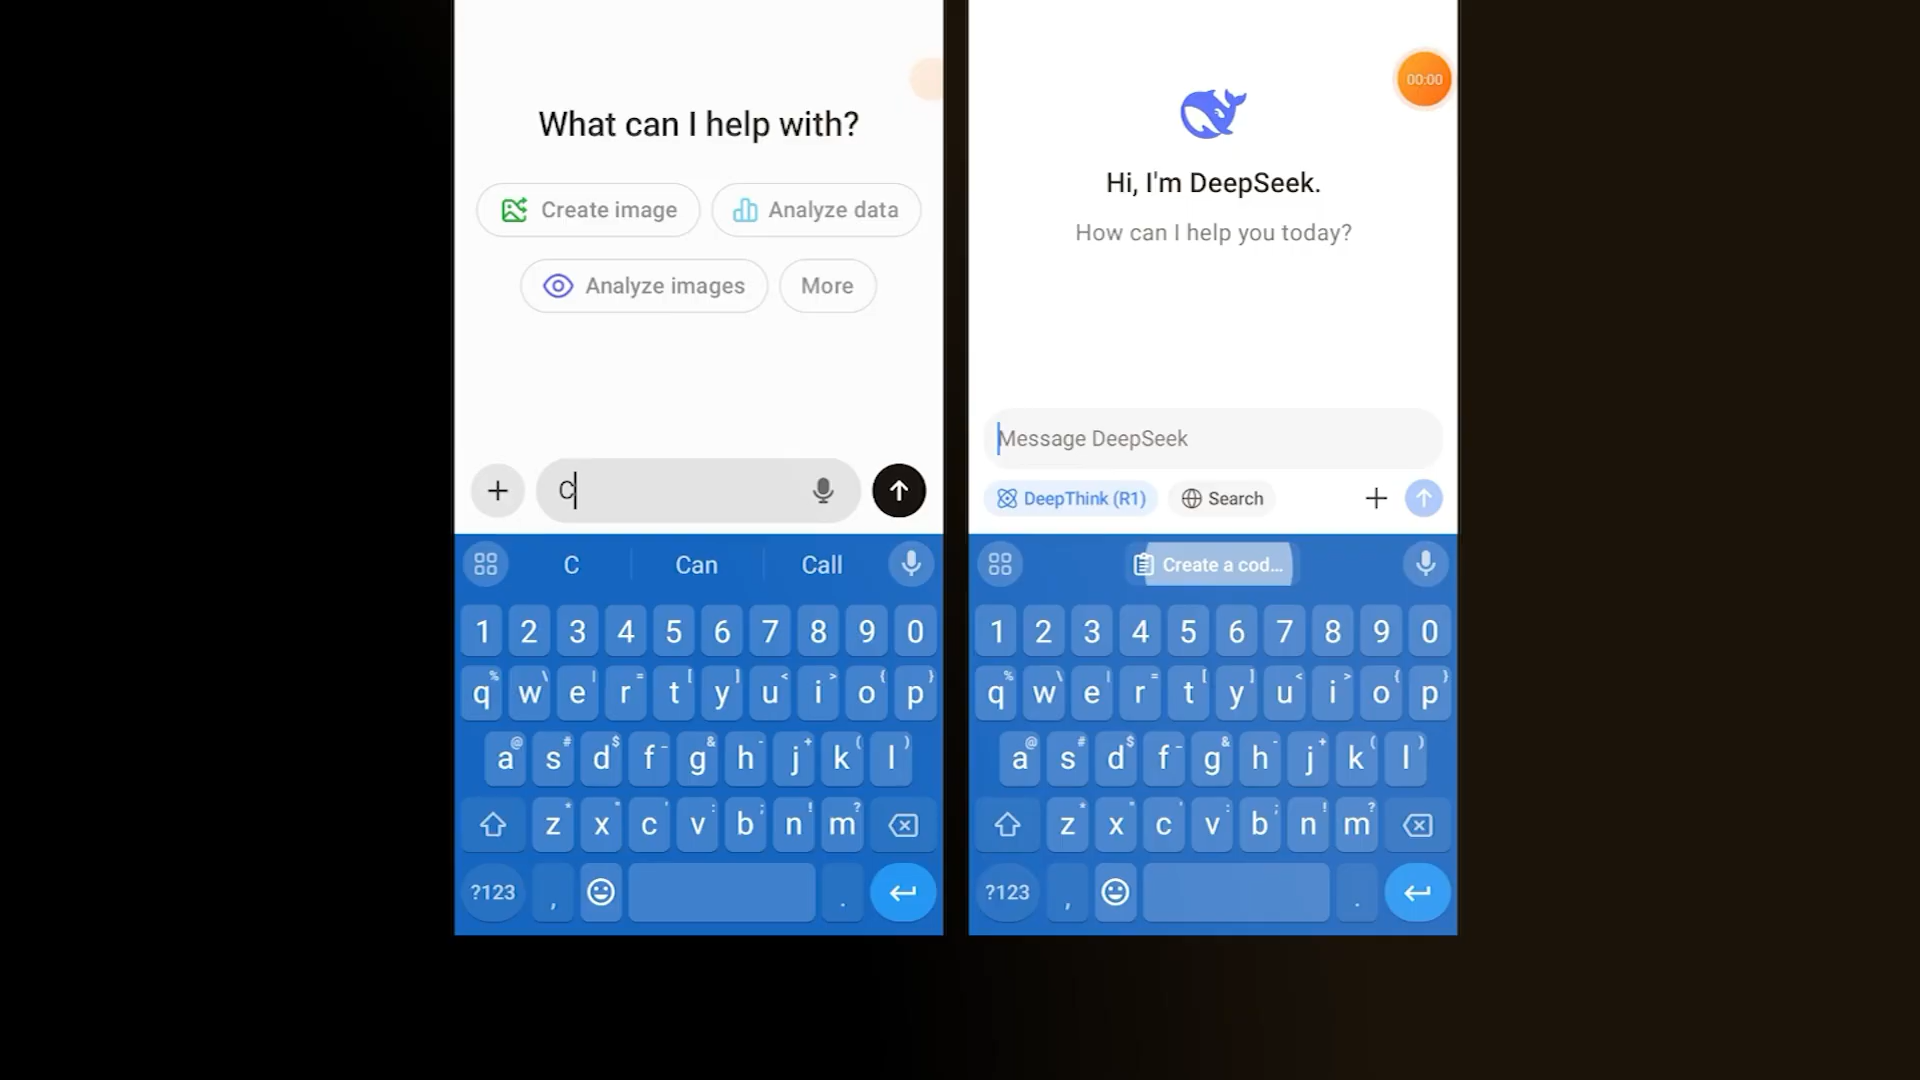 What can I help with?
Create image
Analyze data
Analyze images
More
C
C Can Call
1 2 3 4 5 6 7 8 9 0
q % w \ e | r = t [ y ] u < i > o { p }
a @ s # d $ f _ g & h - j + k ( l )
z * x " c ' v : b ; n ! m ?
?123 , .
00:00
Hi, I'm DeepSeek.
How can I help you today?
Message DeepSeek
DeepThink (R1)
Search
Create a cod...
1 2 3 4 5 6 7 8 9 0
q % w \ e | r = t [ y ] u < i > o { p }
a @ s # d $ f _ g & h - j + k ( l )
z * x " c ' v : b ; n ! m ?
?123 , .